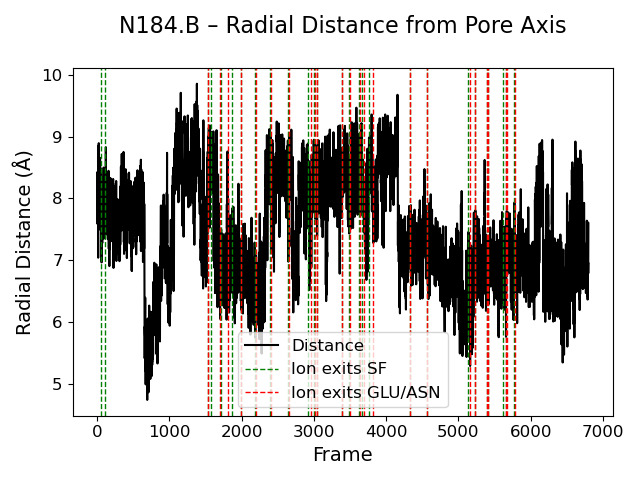 N184.B – Radial Distance from Pore Axis
Radial Distance (Å)
10
9
8
7
6
5
Distance
Ion exits SF
Ion exits GLU/ASN
0 1000 2000 3000 4000 5000 6000 7000
Frame